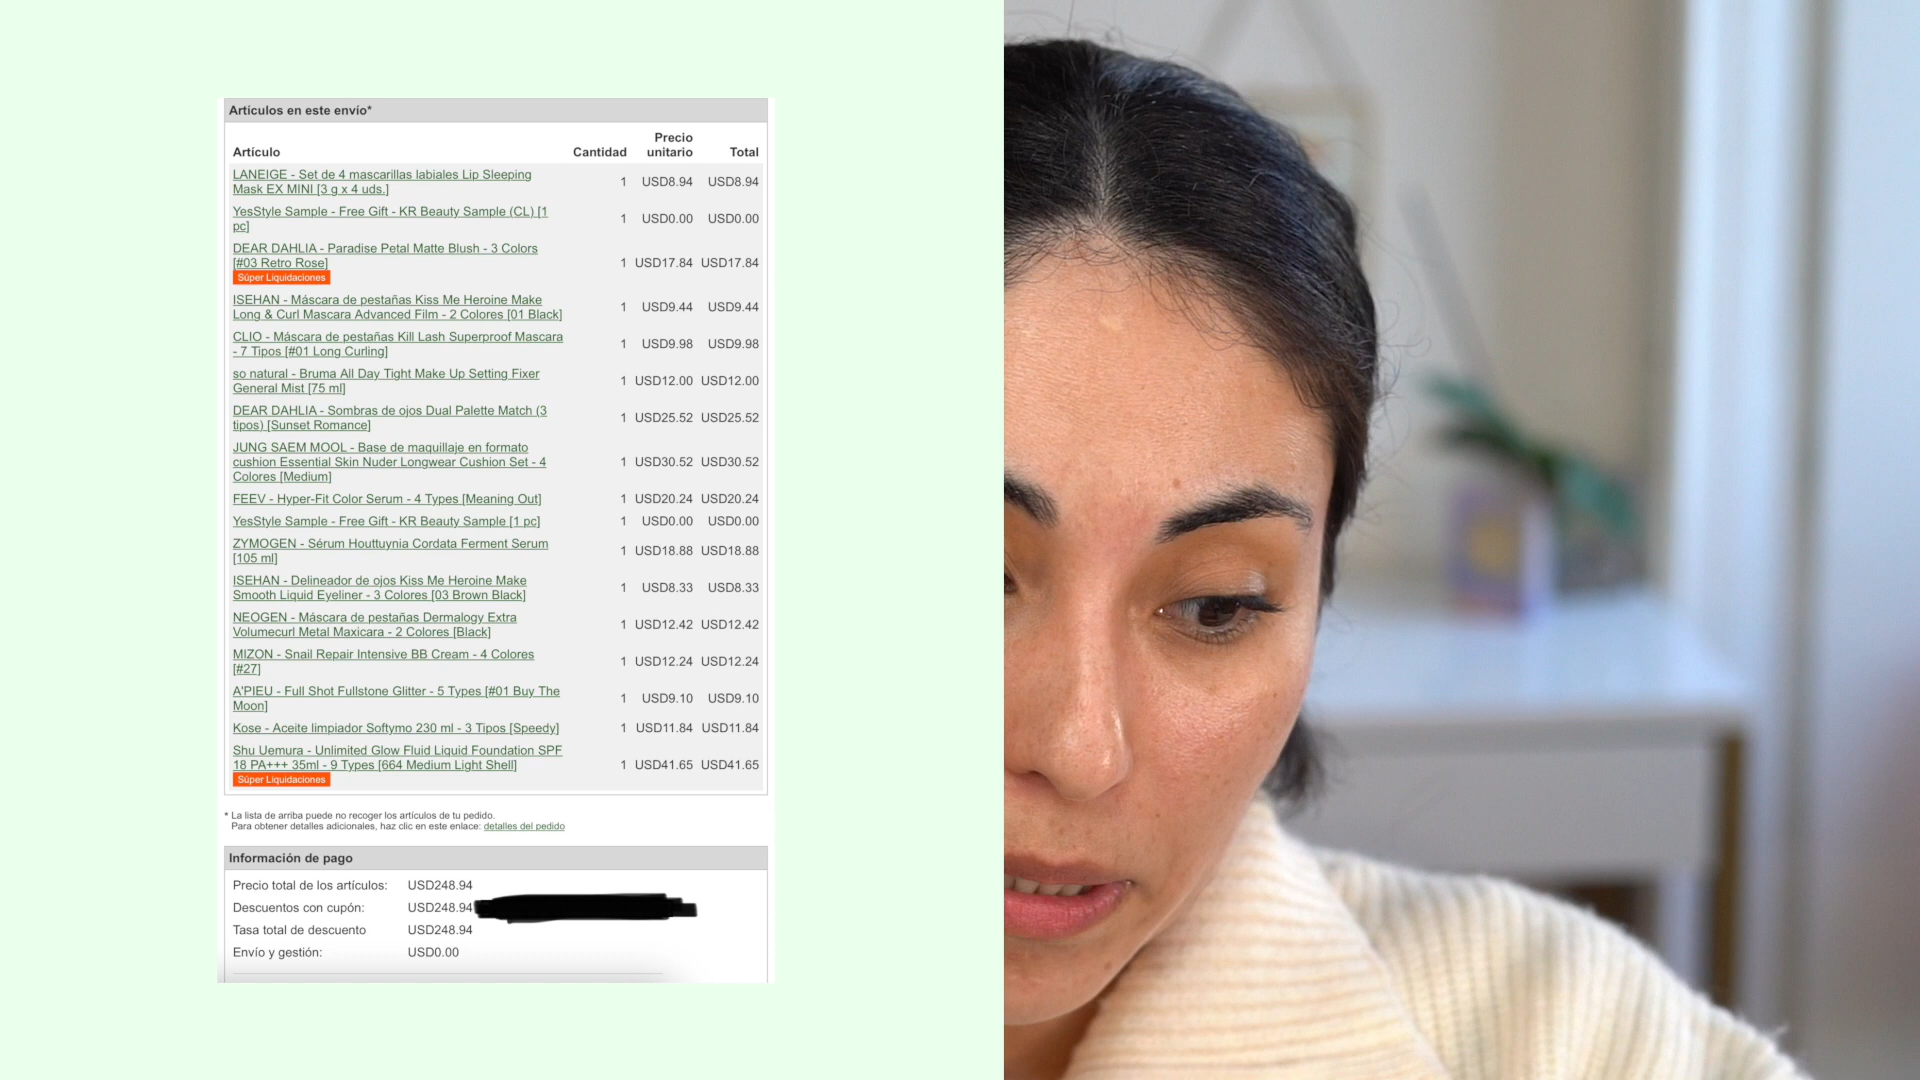 Artículos en este envío*
Artículo Cantidad Precio unitario Total
LANEIGE - Set de 4 mascarillas labiales Lip Sleeping
Mask EX MINI [3 g x 4 uds.] 1 USD8.94 USD8.94
YesStyle Sample - Free Gift - KR Beauty Sample (CL) [1
pc] 1 USD0.00 USD0.00
DEAR DAHLIA - Paradise Petal Matte Blush - 3 Colors
[#03 Retro Rose] 1 USD17.84 USD17.84
Súper Liquidaciones
ISEHAN - Máscara de pestañas Kiss Me Heroine Make
Long & Curl Mascara Advanced Film - 2 Colores [01 Black] 1 USD9.44 USD9.44
CLIO - Máscara de pestañas Kill Lash Superproof Mascara
- 7 Tipos [#01 Long Curling] 1 USD9.98 USD9.98
so natural - Bruma All Day Tight Make Up Setting Fixer
General Mist [75 ml] 1 USD12.00 USD12.00
DEAR DAHLIA - Sombras de ojos Dual Palette Match (3
tipos) [Sunset Romance] 1 USD25.52 USD25.52
JUNG SAEM MOOL - Base de maquillaje en formato
cushion Essential Skin Nuder Longwear Cushion Set - 4 1 USD30.52 USD30.52
Colores [Medium]
FEEV - Hyper-Fit Color Serum - 4 Types [Meaning Out] 1 USD20.24 USD20.24
YesStyle Sample - Free Gift - KR Beauty Sample [1 pc] 1 USD0.00 USD0.00
ZYMOGEN - Sérum Houttuynia Cordata Ferment Serum
[105 ml] 1 USD18.88 USD18.88
ISEHAN - Delineador de ojos Kiss Me Heroine Make
Smooth Liquid Eyeliner - 3 Colores [03 Brown Black] 1 USD8.33 USD8.33
NEOGEN - Máscara de pestañas Dermalogy Extra
Volumecurl Metal Maxicara - 2 Colores [Black] 1 USD12.42 USD12.42
MIZON - Snail Repair Intensive BB Cream - 4 Colores
[#27] 1 USD12.24 USD12.24
A'PIEU - Full Shot Fullstone Glitter - 5 Types [#01 Buy The
Moon] 1 USD9.10 USD9.10
Kose - Aceite limpiador Softymo 230 ml - 3 Tipos [Speedy] 1 USD11.84 USD11.84
Shu Uemura - Unlimited Glow Fluid Liquid Foundation SPF
18 PA+++ 35ml - 9 Types [664 Medium Light Shell] 1 USD41.65 USD41.65
Súper Liquidaciones
* La lista de arriba puede no recoger los artículos de tu pedido.
Para obtener detalles adicionales, haz clic en este enlace: detalles del pedido
Información de pago
Precio total de los artículos: USD248.94
Descuentos con cupón: USD248.94
Tasa total de descuento USD248.94
Envío y gestión: USD0.00